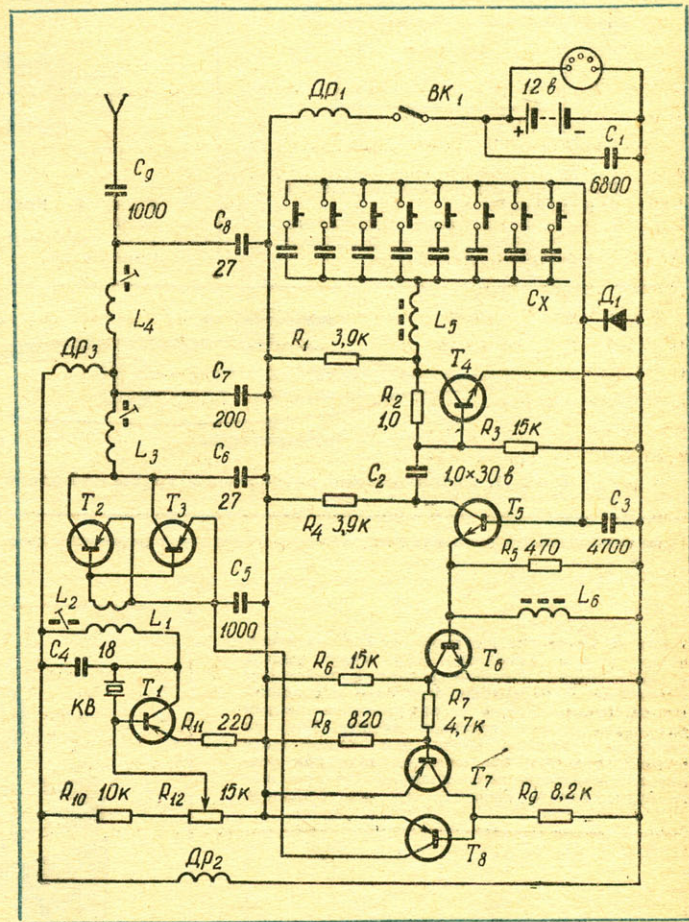 Др1
ВК1
12 в
+
-
C1
6800
C9
1000
C8
27
CX
L4
L5
Д1
Др3
R1 3,9к
T4
C7
200
R2
1,0
R3 15к
L3
C6
27
C2 1,0×30 в
T2
T3
T5
C3
4700
R4 3,9к
R5 470
C5
1000
L2
L6
L1
C4 18
R6 15к
T6
КВ
T1
R7
4,7к
R11 220
R8 820
T7
R10 10к
R12 15к
R9 8,2к
T8
Др2